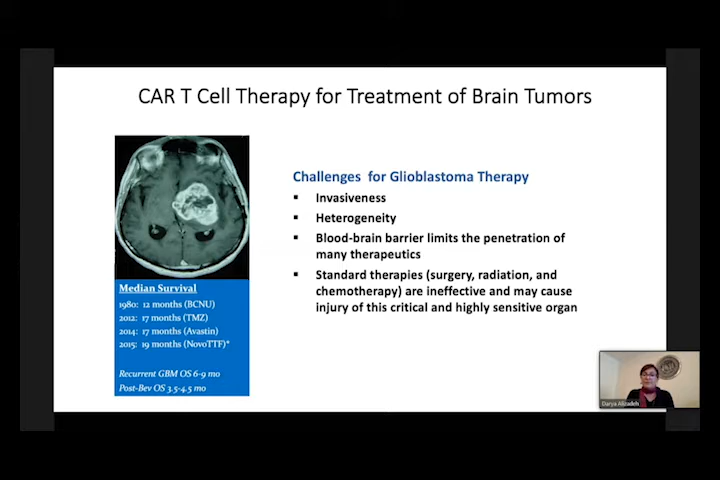 CAR T Cell Therapy for Treatment of Brain Tumors
Median Survival
1980: 12 months (BCNU)
2012: 17 months (TMZ)
2014: 17 months (Avastin)
2015: 19 months (NovoTTF)*
Recurrent GBM OS 6-9 mo
Post-Bev OS 3.5-4.5 mo
Challenges for Glioblastoma Therapy
▪ Invasiveness
▪ Heterogeneity
▪ Blood-brain barrier limits the penetration of
many therapeutics
▪ Standard therapies (surgery, radiation, and
chemotherapy) are ineffective and may cause
injury of this critical and highly sensitive organ
Darya Alizadeh